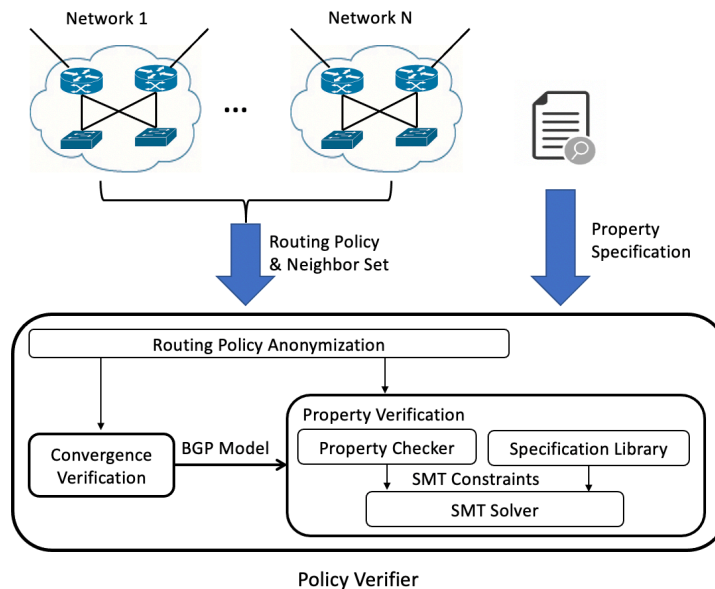 Network 1
Network N
...
Routing Policy
& Neighbor Set
Property
Specification
Routing Policy Anonymization
Property Verification
Convergence
Verification
BGP Model
Property Checker
Specification Library
SMT Constraints
SMT Solver
Policy Verifier